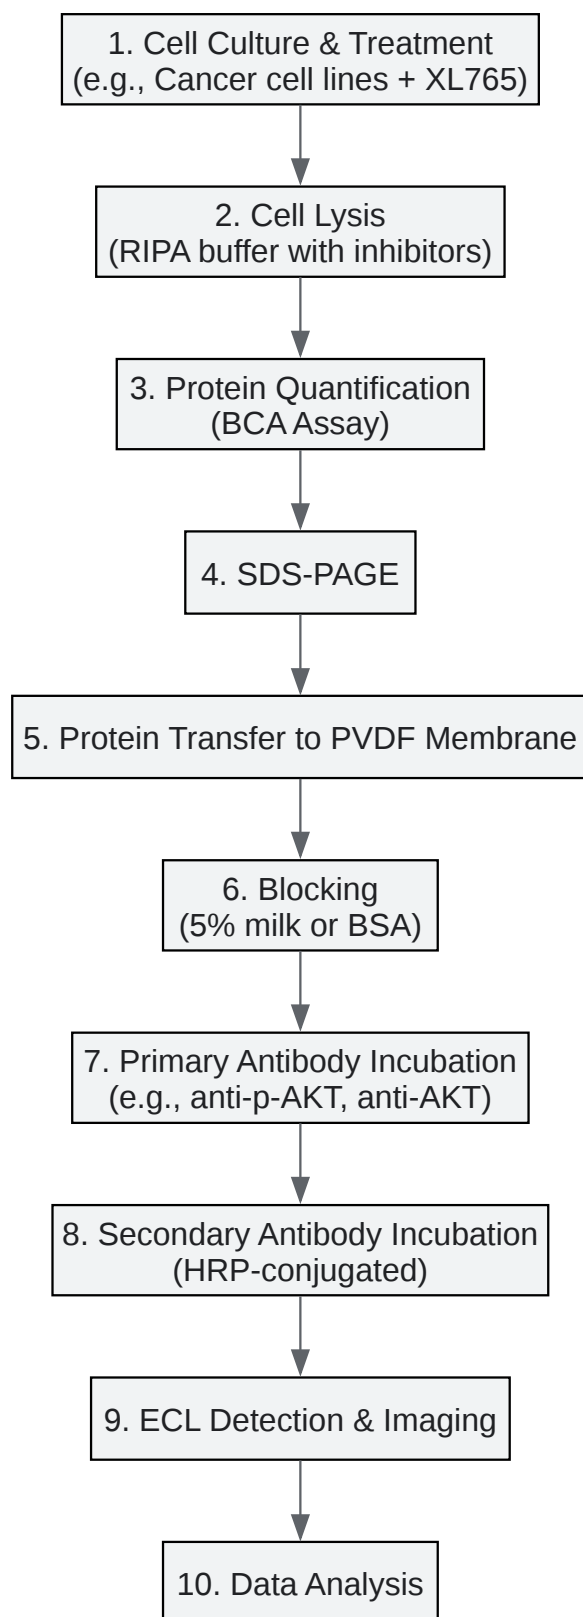 1. Cell Culture & Treatment
(e.g., Cancer cell lines + XL765)
2. Cell Lysis
(RIPA buffer with inhibitors)
3. Protein Quantification
(BCA Assay)
4. SDS-PAGE
5. Protein Transfer to PVDF Membrane
6. Blocking
(5% milk or BSA)
7. Primary Antibody Incubation
(e.g., anti-p-AKT, anti-AKT)
8. Secondary Antibody Incubation
(HRP-conjugated)
9. ECL Detection & Imaging
10. Data Analysis